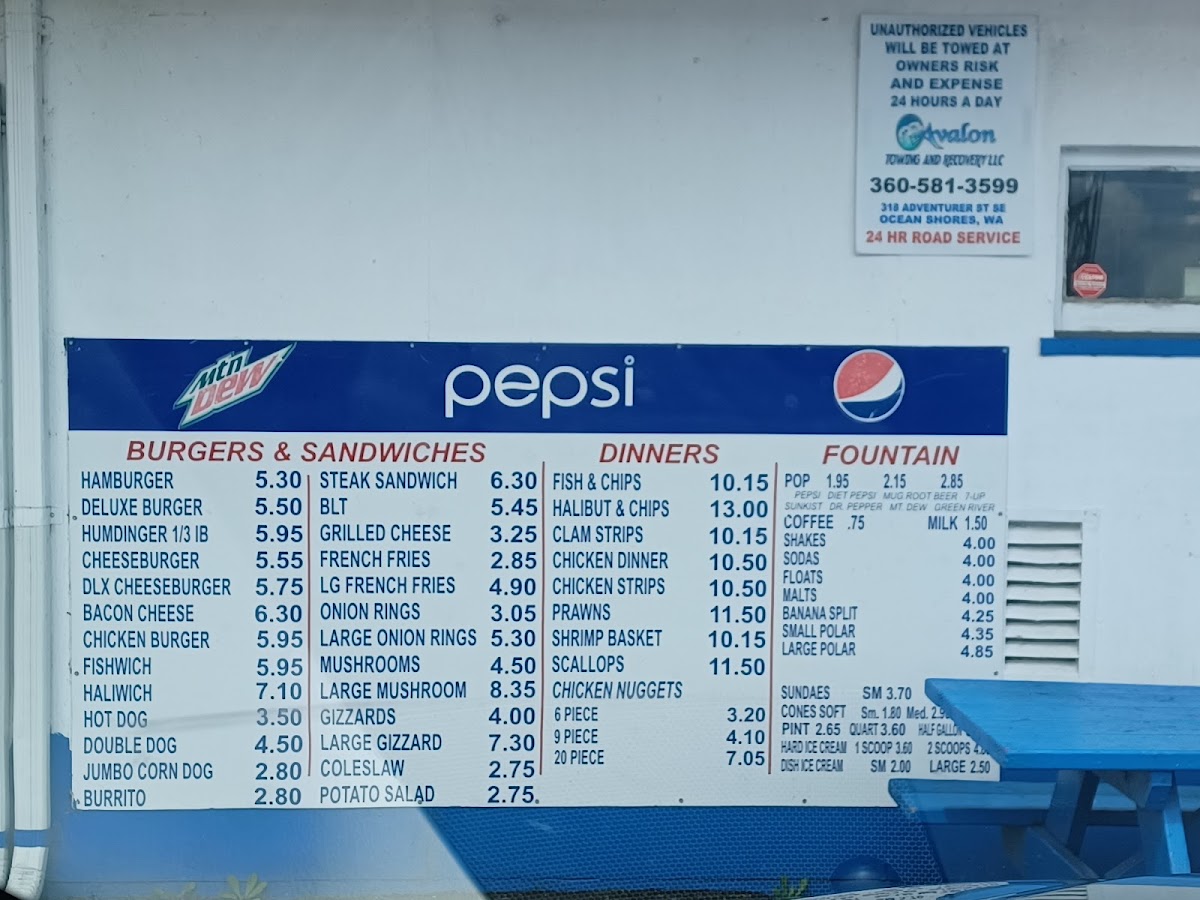 UNAUTHORIZED VEHICLES
WILL BE TOWED AT
OWNERS RISK
AND EXPENSE
24 HOURS A DAY
Avalon
TOWING AND RECOVERY LLC
360-581-3599
318 ADVENTURER ST SE
OCEAN SHORES, WA
24 HR ROAD SERVICE
Mtn
DEW
pepsi
BURGERS & SANDWICHES
HAMBURGER 5.30
DELUXE BURGER 5.50
HUMDINGER 1/3 IB 5.95
CHEESEBURGER 5.55
DLX CHEESEBURGER 5.75
BACON CHEESE 6.30
CHICKEN BURGER 5.95
FISHWICH 5.95
HALIWICH 7.10
HOT DOG 3.50
DOUBLE DOG 4.50
JUMBO CORN DOG 2.80
BURRITO 2.80
STEAK SANDWICH 6.30
BLT 5.45
GRILLED CHEESE 3.25
FRENCH FRIES 2.85
LG FRENCH FRIES 4.90
ONION RINGS 3.05
LARGE ONION RINGS 5.30
MUSHROOMS 4.50
LARGE MUSHROOM 8.35
GIZZARDS 4.00
LARGE GIZZARD 7.30
COLESLAW 2.75
POTATO SALAD 2.75
DINNERS
FISH & CHIPS 10.15
HALIBUT & CHIPS 13.00
CLAM STRIPS 10.15
CHICKEN DINNER 10.50
CHICKEN STRIPS 10.50
PRAWNS 11.50
SHRIMP BASKET 10.15
SCALLOPS 11.50
CHICKEN NUGGETS
6 PIECE 3.20
9 PIECE 4.10
20 PIECE 7.05
FOUNTAIN
POP 1.95 2.15 2.85
PEPSI DIET PEPSI MUG ROOT BEER 7-UP
SUNKIST DR. PEPPER MT. DEW GREEN RIVER
COFFEE .75 MILK 1.50
SHAKES 4.00
SODAS 4.00
FLOATS 4.00
MALTS 4.00
BANANA SPLIT 4.25
SMALL POLAR 4.35
LARGE POLAR 4.85
SUNDAES SM 3.70
CONES SOFT Sm. 1.80 Med.
PINT 2.65 QUART 3.60 HALF GALLON
HARD ICE CREAM 1 SCOOP 3.60 2 SCOOPS
DISH ICE CREAM SM 2.00 LARGE 2.50